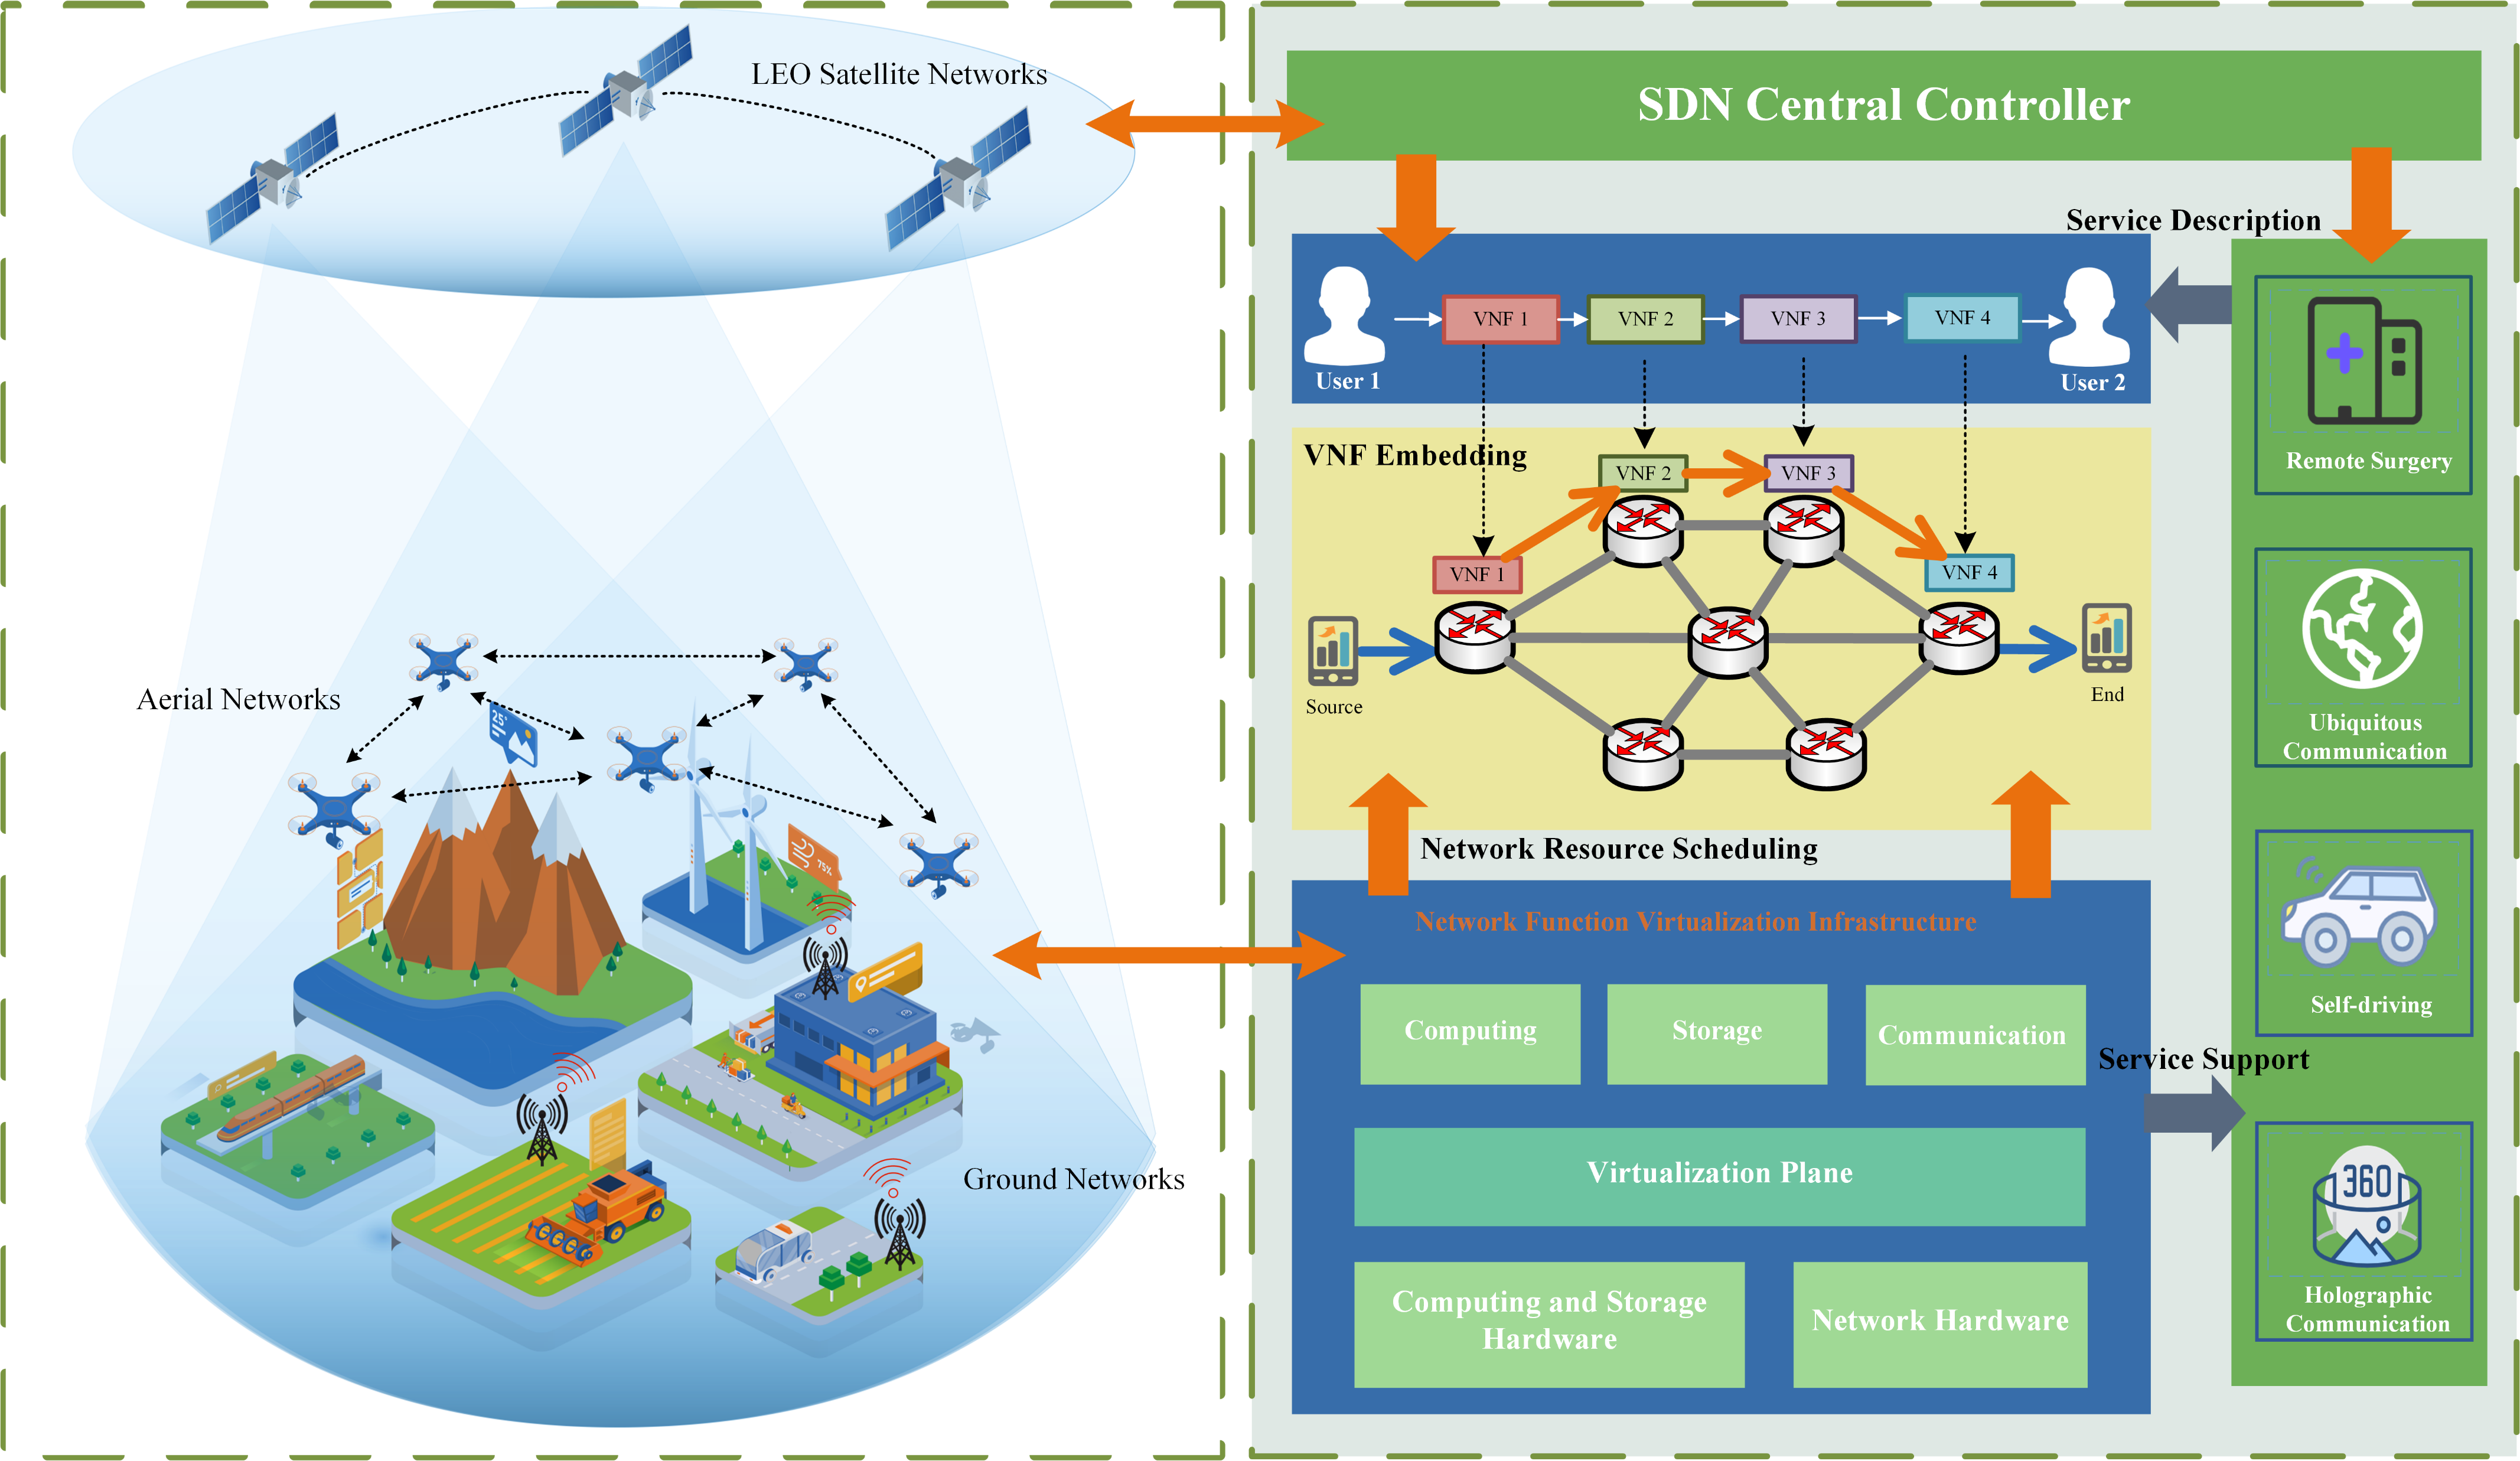 LEO Satellite Networks
Aerial Networks
25°
75%
Ground Networks
SDN Central Controller
Service Description
User 1
VNF 1
VNF 2
VNF 3
VNF 4
User 2
VNF Embedding
VNF 2
VNF 3
VNF 1
VNF 4
Source
End
Network Resource Scheduling
Network Function Virtualization Infrastructure
Computing
Storage
Communication
Service Support
Virtualization Plane
Computing and Storage
Hardware
Network Hardware
Remote Surgery
Ubiquitous
Communication
Self-driving
360
Holographic
Communication